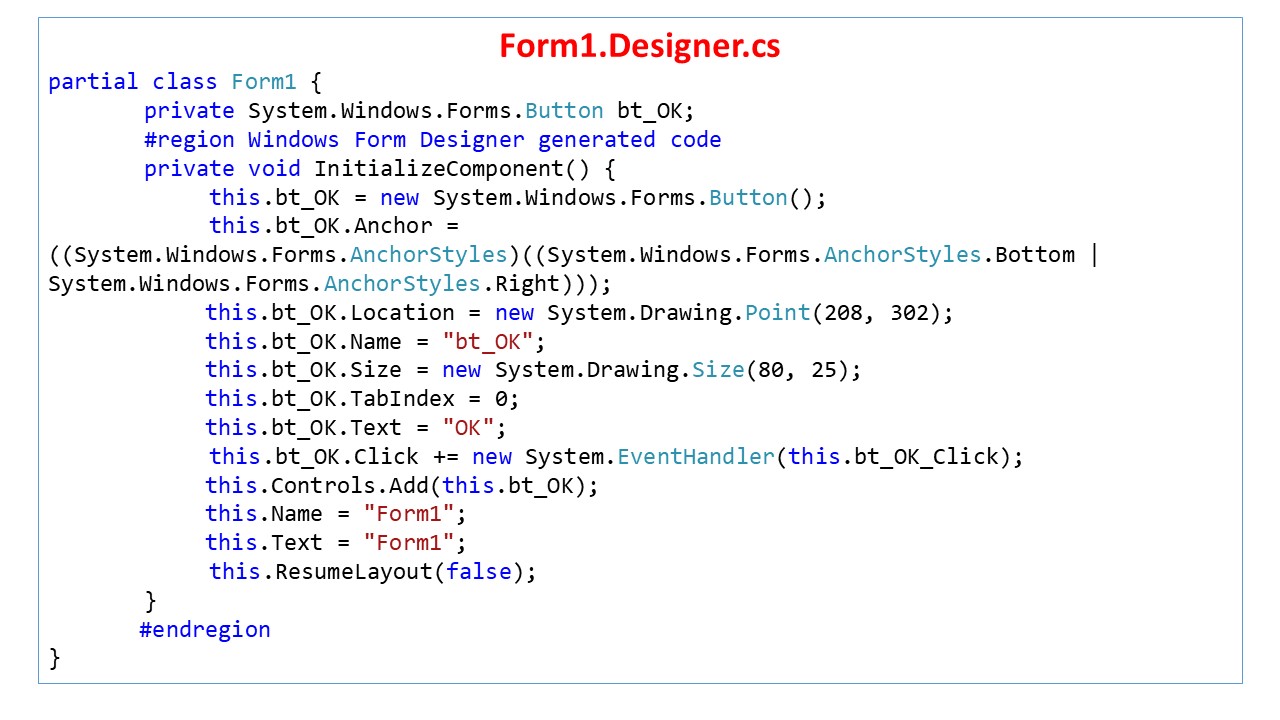 Form1.Designer.cs
partial class Form1 {
private System.Windows.Forms.Button bt_OK;
#region Windows Form Designer generated code
private void InitializeComponent() {
this.bt_OK = new System.Windows.Forms.Button();
this.bt_OK.Anchor =
((System.Windows.Forms.AnchorStyles)((System.Windows.Forms.AnchorStyles.Bottom |
System.Windows.Forms.AnchorStyles.Right)));
this.bt_OK.Location = new System.Drawing.Point(208, 302);
this.bt_OK.Name = "bt_OK";
this.bt_OK.Size = new System.Drawing.Size(80, 25);
this.bt_OK.TabIndex = 0;
this.bt_OK.Text = "OK";
this.bt_OK.Click += new System.EventHandler(this.bt_OK_Click);
this.Controls.Add(this.bt_OK);
this.Name = "Form1";
this.Text = "Form1";
this.ResumeLayout(false);
}
#endregion
}